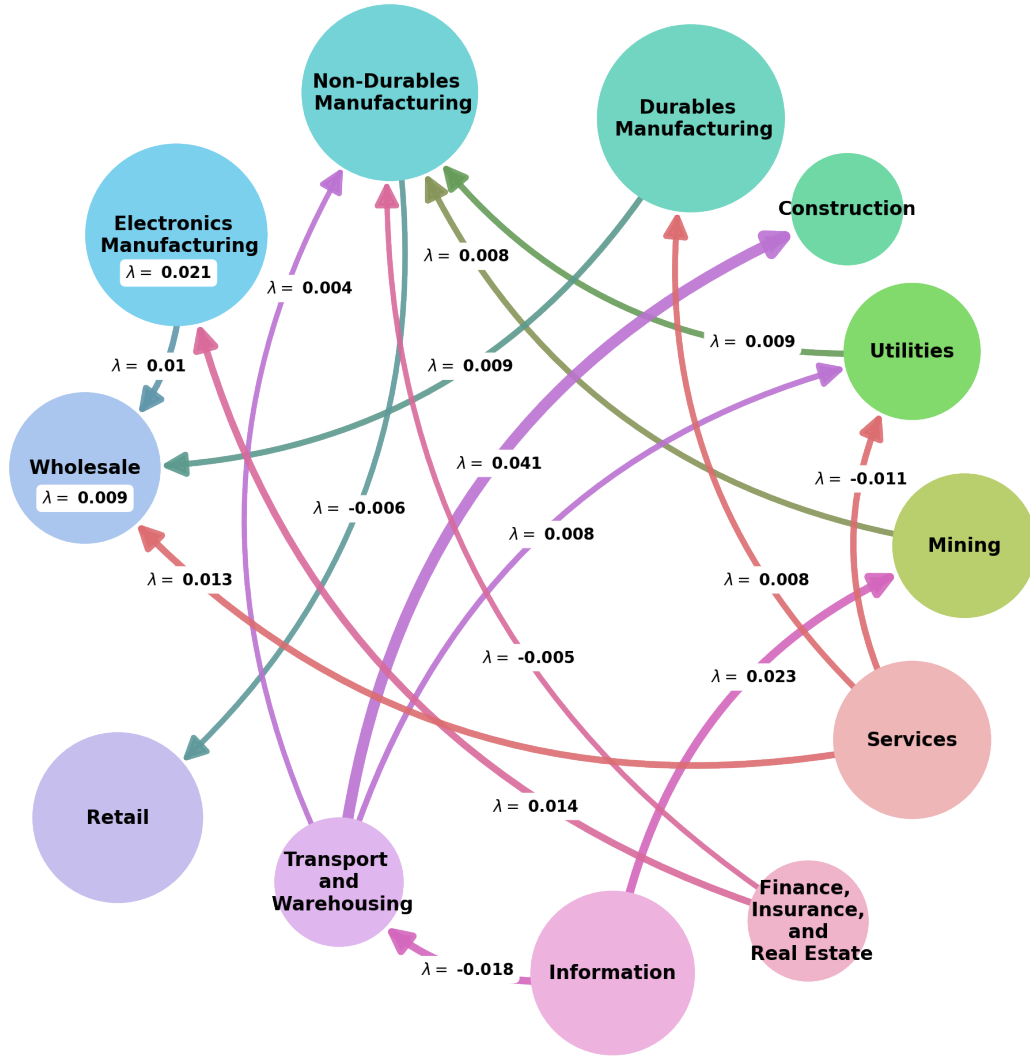 Non-Durables
Manufacturing
Durables
Manufacturing
Construction
Electronics
Manufacturing
λ = 0.021
λ = 0.008
λ = 0.004
λ = 0.009
Utilities
λ = 0.01
λ = 0.009
Wholesale
λ = 0.009
λ = 0.041
λ = -0.011
λ = -0.006
λ = 0.008
Mining
λ = 0.013
λ = 0.008
λ = -0.005
λ = 0.023
Services
λ = 0.014
Retail
Transport
and
Warehousing
Finance,
Insurance,
and
Real Estate
λ = -0.018
Information